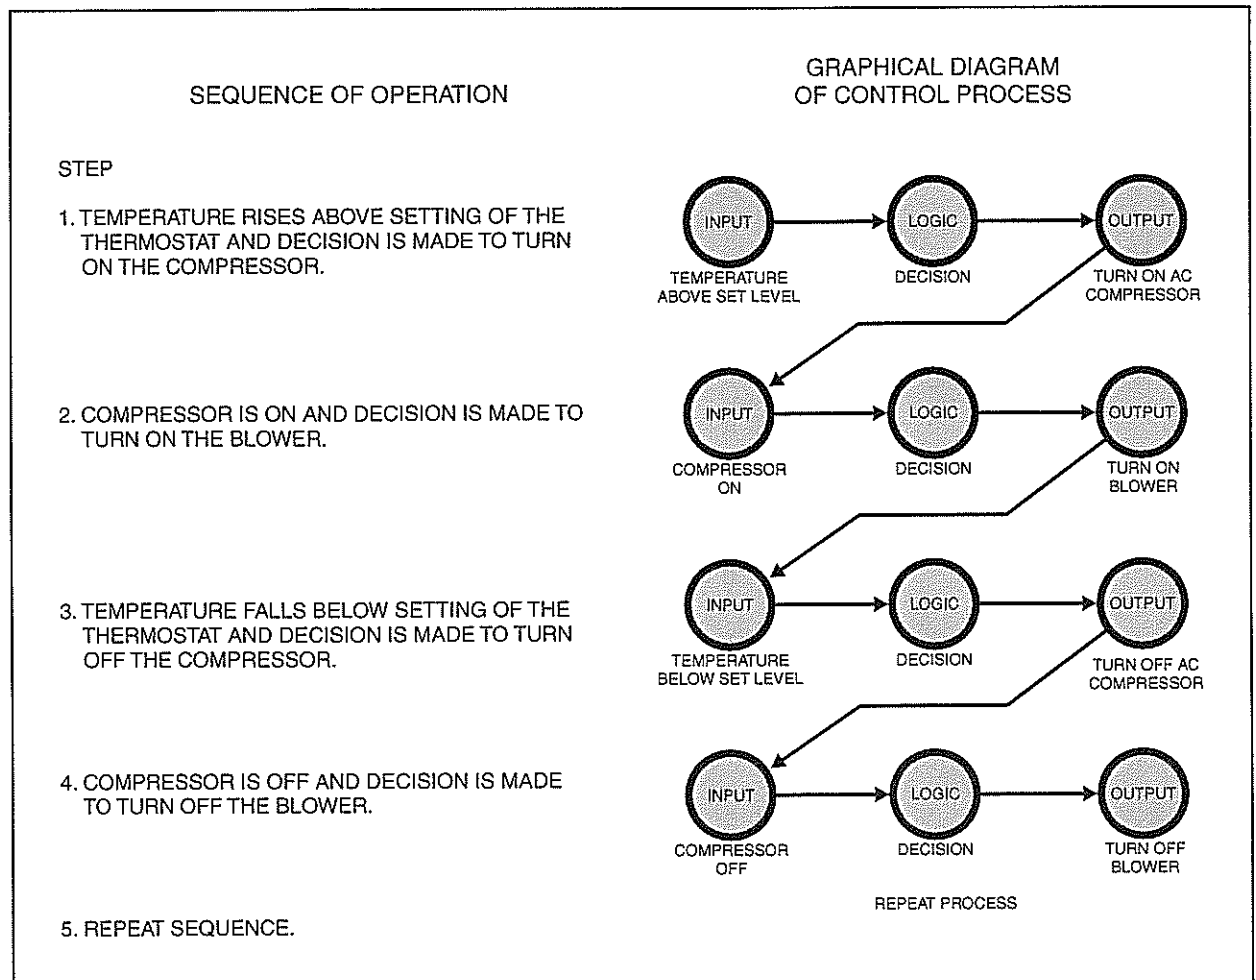 SEQUENCE OF OPERATION
GRAPHICAL DIAGRAM
OF CONTROL PROCESS
STEP
1. TEMPERATURE RISES ABOVE SETTING OF THE
THERMOSTAT AND DECISION IS MADE TO TURN
ON THE COMPRESSOR.
INPUT
LOGIC
OUTPUT
TEMPERATURE
ABOVE SET LEVEL
DECISION
TURN ON AC
COMPRESSOR
2. COMPRESSOR IS ON AND DECISION IS MADE TO
TURN ON THE BLOWER.
INPUT
LOGIC
OUTPUT
COMPRESSOR
ON
DECISION
TURN ON
BLOWER
3. TEMPERATURE FALLS BELOW SETTING OF THE
THERMOSTAT AND DECISION IS MADE TO TURN
OFF THE COMPRESSOR.
INPUT
LOGIC
OUTPUT
TEMPERATURE
BELOW SET LEVEL
DECISION
TURN OFF AC
COMPRESSOR
4. COMPRESSOR IS OFF AND DECISION IS MADE
TO TURN OFF THE BLOWER.
INPUT
LOGIC
OUTPUT
COMPRESSOR
OFF
DECISION
TURN OFF
BLOWER
REPEAT PROCESS
5. REPEAT SEQUENCE.